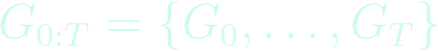 G_{0:T} = \{G_0, \ldots, G_T\}